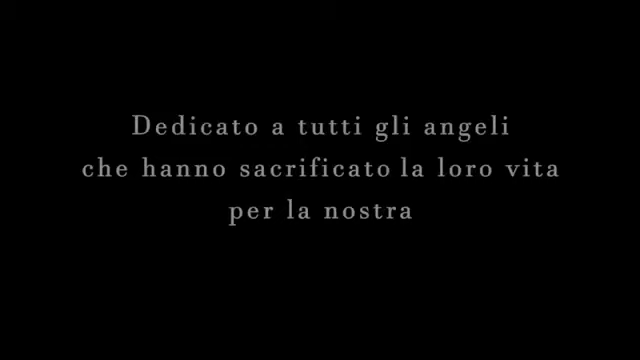 Dedicato a tutti gli angeli
che hanno sacrificato la loro vita
per la nostra